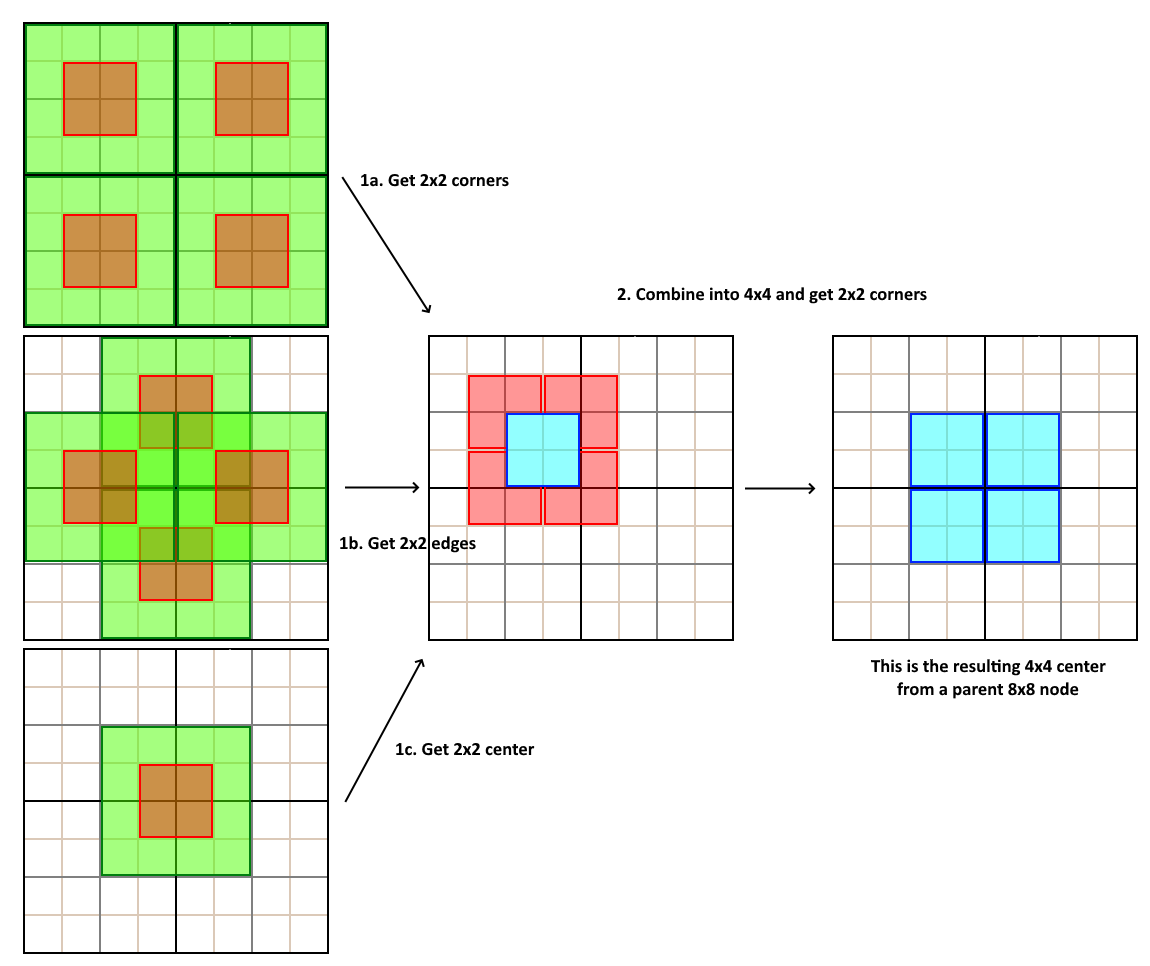 1a. Get 2x2 corners
2. Combine into 4x4 and get 2x2 corners
1b. Get 2x2 edges
This is the resulting 4x4 center
from a parent 8x8 node
1c. Get 2x2 center